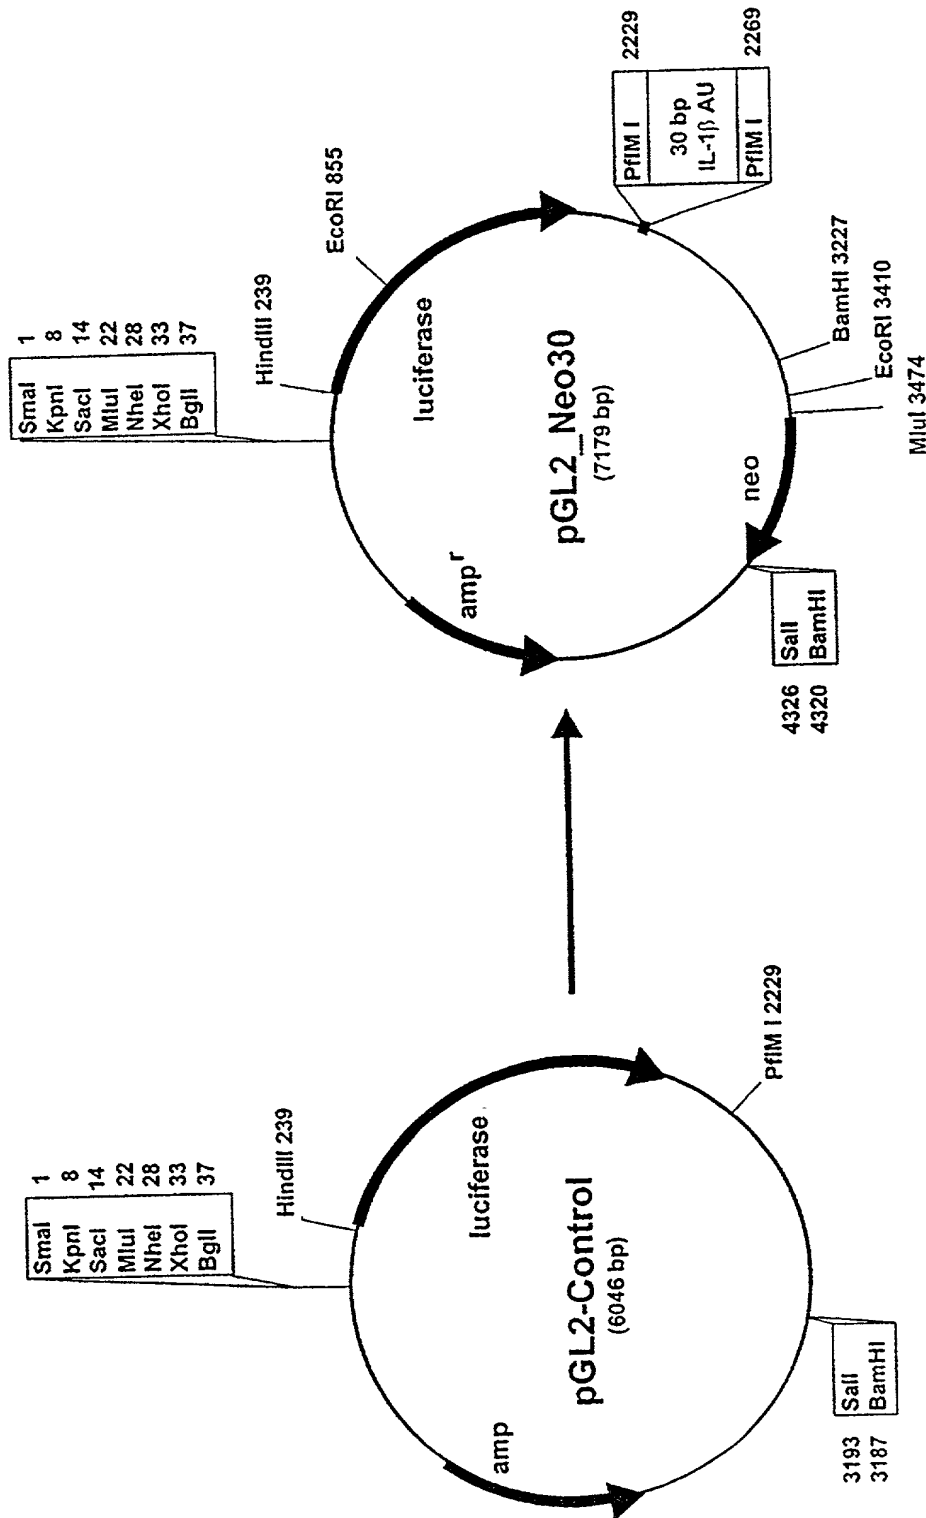 SmaI 1
KpnI 8
SacI 14
MluI 22
NheI 28
XhoI 33
BglI 37
HindIII 239
luciferase
amp
pGL2-Control
(6046 bp)
PflM I 2229
3193 SalI
3187 BamHI
SmaI 1
KpnI 8
SacI 14
MluI 22
NheI 28
XhoI 33
BglI 37
HindIII 239
EcoRI 855
luciferase
amp r
pGL2_Neo30
(7179 bp)
PflM I 2229
30 bp
IL-1β AU
PflM I 2269
neo
BamHI 3227
EcoRI 3410
MluI 3474
4326 SalI
4320 BamHI